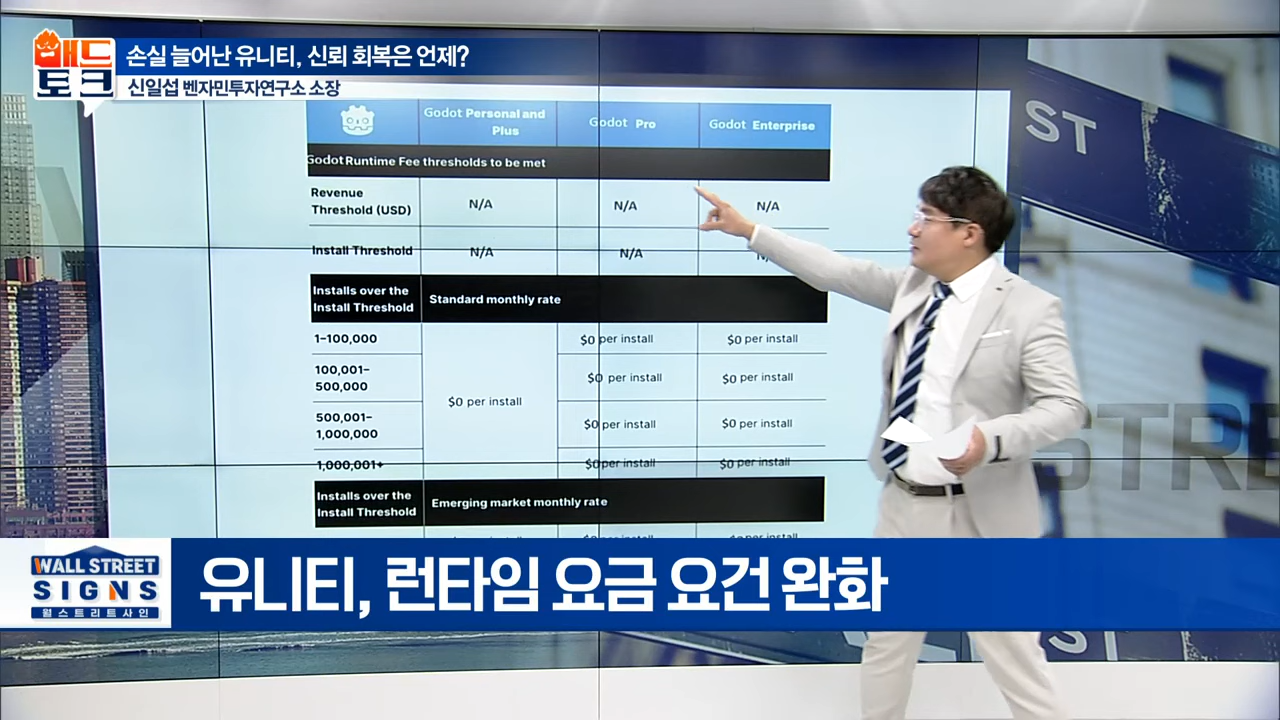 매드
토크
손실 늘어난 유니티, 신뢰 회복은 언제?
신일섭 벤자민투자연구소 소장
Godot Personal and Plus
Godot Pro
Godot Enterprise
Godot Runtime Fee thresholds to be met
Revenue Threshold (USD)
N/A
N/A
N/A
Install Threshold
N/A
N/A
Installs over the Install Threshold
Standard monthly rate
1–100,000
$0 per install
$0 per install
100,001–500,000
$0 per install
$0 per install
$0 per install
500,001–1,000,000
$0 per install
$0 per install
1,000,001+
$0 per install
$0 per install
Installs over the Install Threshold
Emerging market monthly rate
ST
STRE
WALL STREET
SIGNS
월스트리트사인
유니티, 런타임 요금 요건 완화